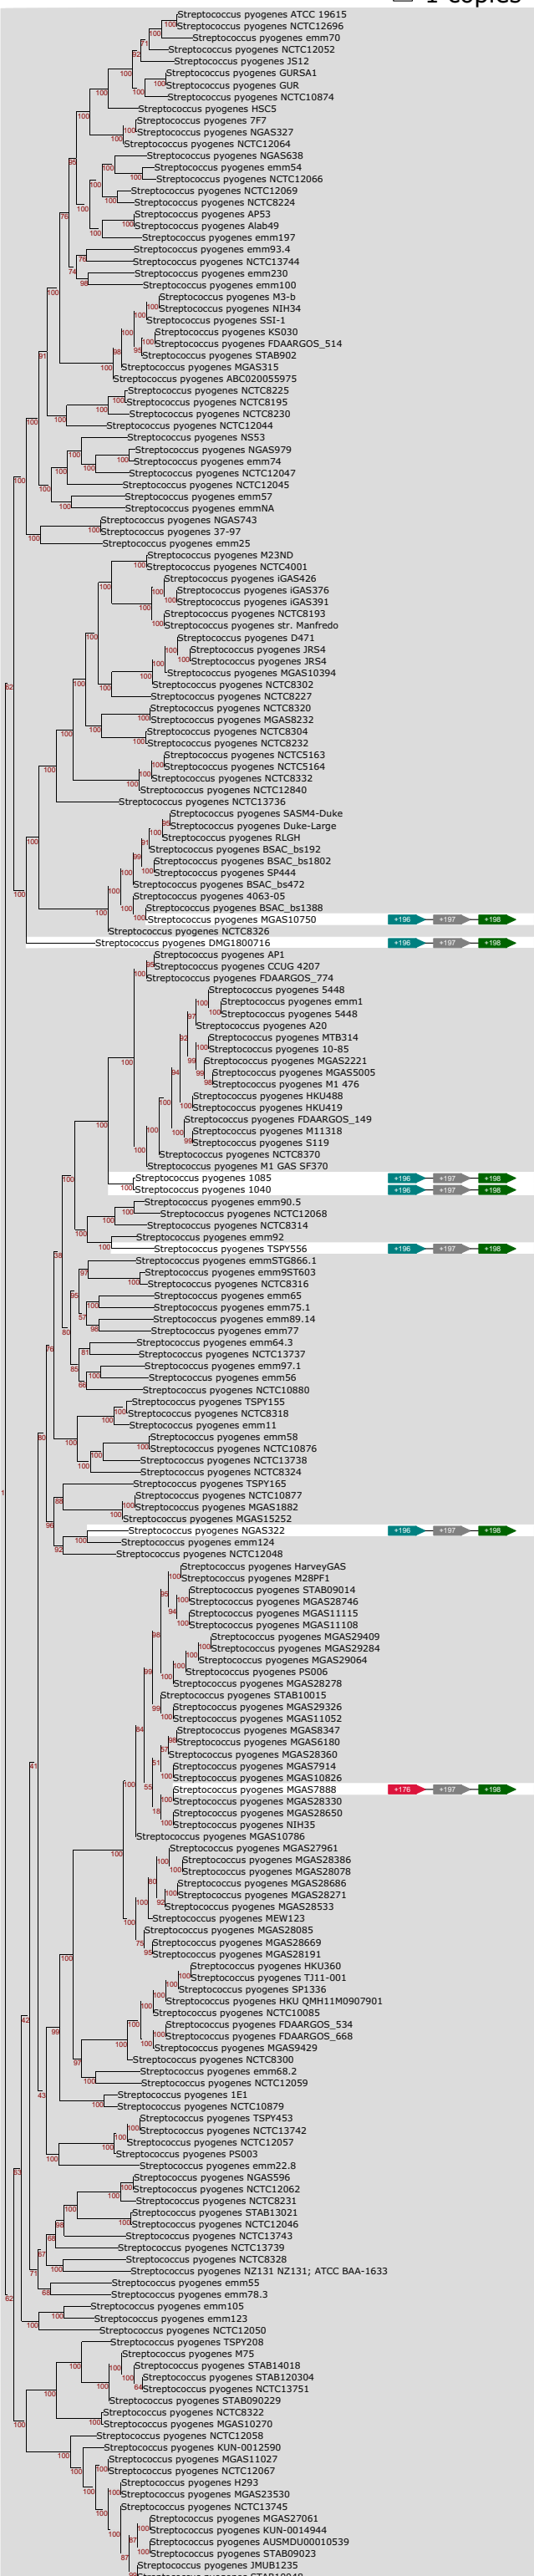 1 copies
Streptococcus pyogenes ATCC 19615
Streptococcus pyogenes NCTC12696
Streptococcus pyogenes emm70
Streptococcus pyogenes NCTC12052
Streptococcus pyogenes JS12
Streptococcus pyogenes GURSA1
Streptococcus pyogenes GUR
Streptococcus pyogenes NCTC10874
Streptococcus pyogenes HSC5
Streptococcus pyogenes 7F7
Streptococcus pyogenes NGAS327
Streptococcus pyogenes NCTC12064
Streptococcus pyogenes NGAS638
Streptococcus pyogenes emm54
Streptococcus pyogenes NCTC12066
Streptococcus pyogenes NCTC12069
Streptococcus pyogenes NCTC8224
Streptococcus pyogenes AP53
Streptococcus pyogenes Alab49
Streptococcus pyogenes emm197
Streptococcus pyogenes emm93.4
Streptococcus pyogenes NCTC13744
Streptococcus pyogenes emm230
Streptococcus pyogenes emm100
Streptococcus pyogenes M3-b
Streptococcus pyogenes NIH34
Streptococcus pyogenes SSI-1
Streptococcus pyogenes KS030
Streptococcus pyogenes FDAARGOS_514
Streptococcus pyogenes STAB902
Streptococcus pyogenes MGAS315
Streptococcus pyogenes ABC020055975
Streptococcus pyogenes NCTC8225
Streptococcus pyogenes NCTC8195
Streptococcus pyogenes NCTC8230
Streptococcus pyogenes NCTC12044
Streptococcus pyogenes NS53
Streptococcus pyogenes NGAS979
Streptococcus pyogenes emm74
Streptococcus pyogenes NCTC12047
Streptococcus pyogenes NCTC12045
Streptococcus pyogenes emm57
Streptococcus pyogenes emmNA
Streptococcus pyogenes NGAS743
Streptococcus pyogenes 37-97
Streptococcus pyogenes emm25
Streptococcus pyogenes M23ND
Streptococcus pyogenes NCTC4001
Streptococcus pyogenes iGAS426
Streptococcus pyogenes iGAS376
Streptococcus pyogenes iGAS391
Streptococcus pyogenes NCTC8193
Streptococcus pyogenes str. Manfredo
Streptococcus pyogenes D471
Streptococcus pyogenes JRS4
Streptococcus pyogenes JRS4
Streptococcus pyogenes MGAS10394
Streptococcus pyogenes NCTC8302
Streptococcus pyogenes NCTC8227
Streptococcus pyogenes NCTC8320
Streptococcus pyogenes MGAS8232
Streptococcus pyogenes NCTC8304
Streptococcus pyogenes NCTC8232
Streptococcus pyogenes NCTC5163
Streptococcus pyogenes NCTC5164
Streptococcus pyogenes NCTC8332
Streptococcus pyogenes NCTC12840
Streptococcus pyogenes NCTC13736
Streptococcus pyogenes SASM4-Duke
Streptococcus pyogenes Duke-Large
Streptococcus pyogenes RLGH
Streptococcus pyogenes BSAC_bs192
Streptococcus pyogenes BSAC_bs1802
Streptococcus pyogenes SP444
Streptococcus pyogenes BSAC_bs472
Streptococcus pyogenes 4063-05
Streptococcus pyogenes BSAC_bs1388
Streptococcus pyogenes MGAS10750 +196 +197 +198
Streptococcus pyogenes NCTC8326
Streptococcus pyogenes DMG1800716 +196 +197 +198
Streptococcus pyogenes AP1
Streptococcus pyogenes CCUG 4207
Streptococcus pyogenes FDAARGOS_774
Streptococcus pyogenes 5448
Streptococcus pyogenes emm1
Streptococcus pyogenes 5448
Streptococcus pyogenes A20
Streptococcus pyogenes MTB314
Streptococcus pyogenes 10-85
Streptococcus pyogenes MGAS2221
Streptococcus pyogenes MGAS5005
Streptococcus pyogenes M1 476
Streptococcus pyogenes HKU488
Streptococcus pyogenes HKU419
Streptococcus pyogenes FDAARGOS_149
Streptococcus pyogenes M11318
Streptococcus pyogenes S119
Streptococcus pyogenes NCTC8370
Streptococcus pyogenes M1 GAS SF370
Streptococcus pyogenes 1085 +196 +197 +198
Streptococcus pyogenes 1040 +196 +197 +198
Streptococcus pyogenes emm90.5
Streptococcus pyogenes NCTC12068
Streptococcus pyogenes NCTC8314
Streptococcus pyogenes emm92
Streptococcus pyogenes TSPY556 +196 +197 +198
Streptococcus pyogenes emmSTG866.1
Streptococcus pyogenes emm9ST603
Streptococcus pyogenes NCTC8316
Streptococcus pyogenes emm65
Streptococcus pyogenes emm75.1
Streptococcus pyogenes emm89.14
Streptococcus pyogenes emm77
Streptococcus pyogenes emm64.3
Streptococcus pyogenes NCTC13737
Streptococcus pyogenes emm97.1
Streptococcus pyogenes emm56
Streptococcus pyogenes NCTC10880
Streptococcus pyogenes TSPY155
Streptococcus pyogenes NCTC8318
Streptococcus pyogenes emm11
Streptococcus pyogenes emm58
Streptococcus pyogenes NCTC10876
Streptococcus pyogenes NCTC13738
Streptococcus pyogenes NCTC8324
Streptococcus pyogenes TSPY165
Streptococcus pyogenes NCTC10877
Streptococcus pyogenes MGAS1882
Streptococcus pyogenes MGAS15252
Streptococcus pyogenes NGAS322 +196 +197 +198
Streptococcus pyogenes emm124
Streptococcus pyogenes NCTC12048
Streptococcus pyogenes HarveyGAS
Streptococcus pyogenes M28PF1
Streptococcus pyogenes STAB09014
Streptococcus pyogenes MGAS28746
Streptococcus pyogenes MGAS11115
Streptococcus pyogenes MGAS11108
Streptococcus pyogenes MGAS29409
Streptococcus pyogenes MGAS29284
Streptococcus pyogenes MGAS29064
Streptococcus pyogenes PS006
Streptococcus pyogenes MGAS28278
Streptococcus pyogenes STAB10015
Streptococcus pyogenes MGAS29326
Streptococcus pyogenes MGAS11052
Streptococcus pyogenes MGAS8347
Streptococcus pyogenes MGAS6180
Streptococcus pyogenes MGAS28360
Streptococcus pyogenes MGAS7914
Streptococcus pyogenes MGAS10826
Streptococcus pyogenes MGAS7888 +176 +197 +198
Streptococcus pyogenes MGAS28330
Streptococcus pyogenes MGAS28650
Streptococcus pyogenes NIH35
Streptococcus pyogenes MGAS10786
Streptococcus pyogenes MGAS27961
Streptococcus pyogenes MGAS28386
Streptococcus pyogenes MGAS28078
Streptococcus pyogenes MGAS28686
Streptococcus pyogenes MGAS28271
Streptococcus pyogenes MGAS28533
Streptococcus pyogenes MEW123
Streptococcus pyogenes MGAS28085
Streptococcus pyogenes MGAS28669
Streptococcus pyogenes MGAS28191
Streptococcus pyogenes HKU360
Streptococcus pyogenes TJ11-001
Streptococcus pyogenes SP1336
Streptococcus pyogenes HKU QMH11M0907901
Streptococcus pyogenes NCTC10085
Streptococcus pyogenes FDAARGOS_534
Streptococcus pyogenes FDAARGOS_668
Streptococcus pyogenes MGAS9429
Streptococcus pyogenes NCTC8300
Streptococcus pyogenes emm68.2
Streptococcus pyogenes NCTC12059
Streptococcus pyogenes 1E1
Streptococcus pyogenes NCTC10879
Streptococcus pyogenes TSPY453
Streptococcus pyogenes NCTC13742
Streptococcus pyogenes NCTC12057
Streptococcus pyogenes PS003
Streptococcus pyogenes emm22.8
Streptococcus pyogenes NGAS596
Streptococcus pyogenes NCTC12062
Streptococcus pyogenes NCTC8231
Streptococcus pyogenes STAB13021
Streptococcus pyogenes NCTC12046
Streptococcus pyogenes NCTC13743
Streptococcus pyogenes NCTC13739
Streptococcus pyogenes NCTC8328
Streptococcus pyogenes NZ131 NZ131; ATCC BAA-1633
Streptococcus pyogenes emm55
Streptococcus pyogenes emm78.3
Streptococcus pyogenes emm105
Streptococcus pyogenes emm123
Streptococcus pyogenes NCTC12050
Streptococcus pyogenes TSPY208
Streptococcus pyogenes M75
Streptococcus pyogenes STAB14018
Streptococcus pyogenes STAB120304
Streptococcus pyogenes NCTC13751
Streptococcus pyogenes STAB090229
Streptococcus pyogenes NCTC8322
Streptococcus pyogenes MGAS10270
Streptococcus pyogenes NCTC12058
Streptococcus pyogenes KUN-0012590
Streptococcus pyogenes MGAS11027
Streptococcus pyogenes NCTC12067
Streptococcus pyogenes H293
Streptococcus pyogenes MGAS23530
Streptococcus pyogenes NCTC13745
Streptococcus pyogenes MGAS27061
Streptococcus pyogenes KUN-0014944
Streptococcus pyogenes AUSMDU00010539
Streptococcus pyogenes STAB09023
Streptococcus pyogenes JMUB1235